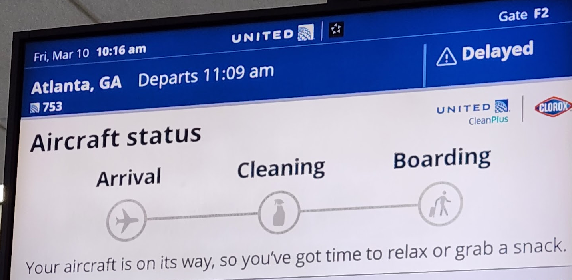 Fri, Mar 10 10:16 am
UNITED
Gate F2
Atlanta, GA Departs 11:09 am
Delayed
753
UNITED
CleanPlus
CLOROX
Aircraft status
Arrival
Cleaning
Boarding
Your aircraft is on its way, so you've got time to relax or grab a snack.